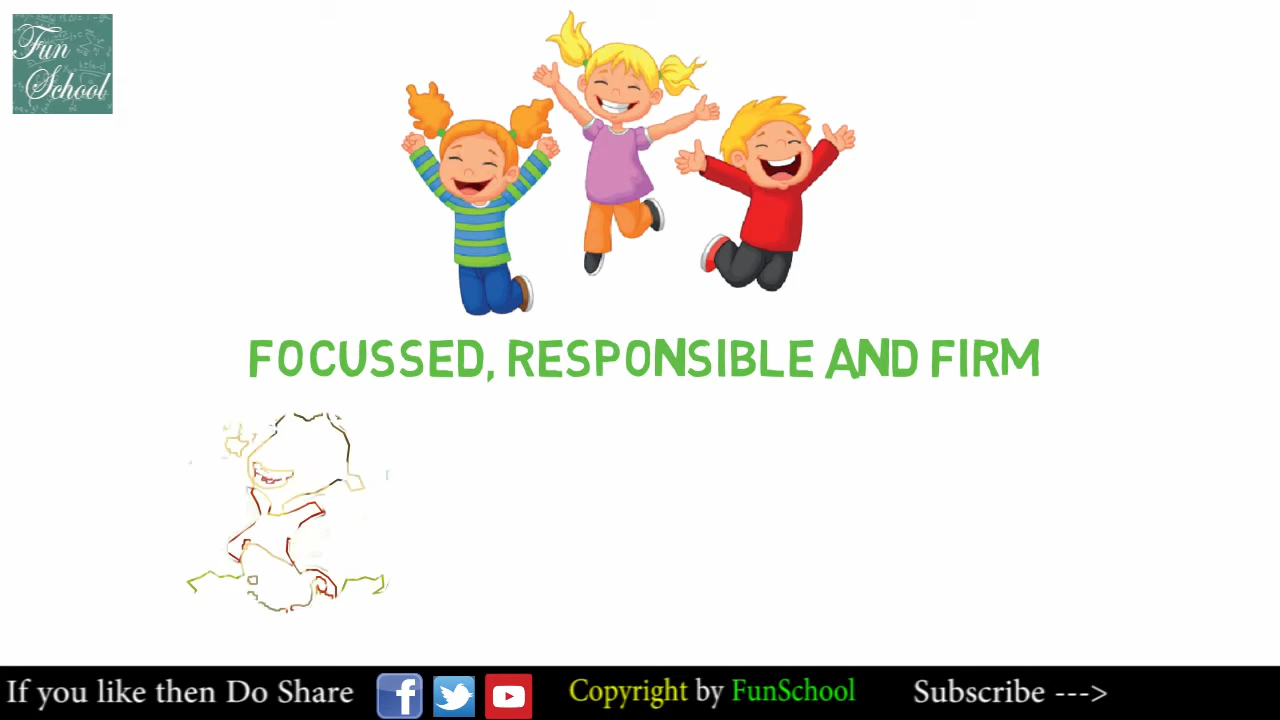 Fun
School
FOCUSSED, RESPONSIBLE AND FIRM
If you like then Do Share
Copyright by FunSchool
Subscribe --->